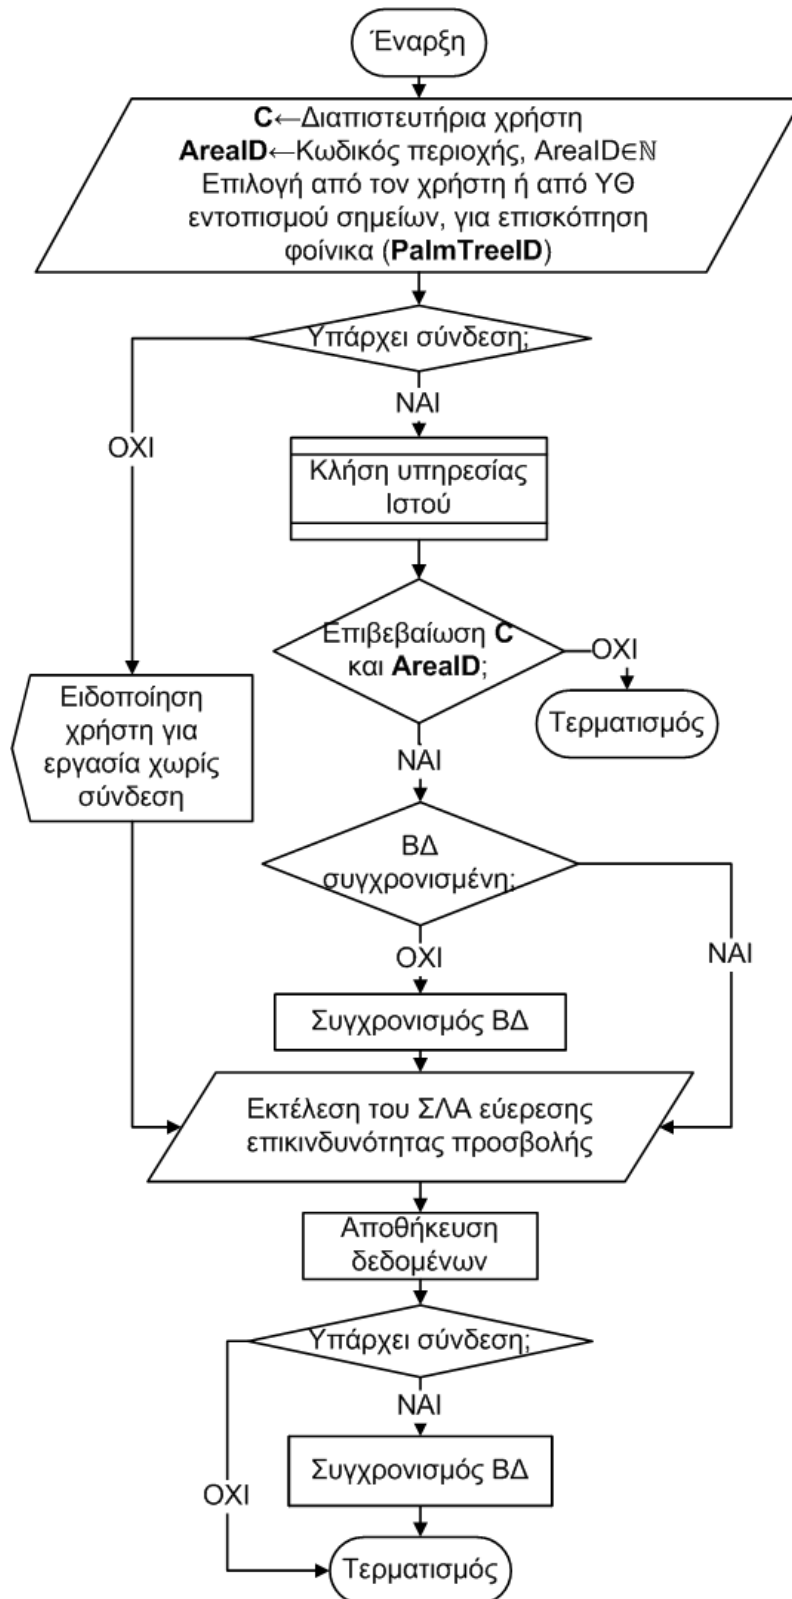 Έναρξη
C←Διαπιστευτήρια χρήστη
AreaID←Κωδικός περιοχής, AreaID∈ℕ
Επιλογή από τον χρήστη ή από ΥΘ
εντοπισμού σημείων, για επισκόπηση
φοίνικα (PalmTreeID)
Υπάρχει σύνδεση;
ΝΑΙ
ΟΧΙ
Κλήση υπηρεσίας
Ιστού
Επιβεβαίωση C
και AreaID;
ΟΧΙ
Τερματισμός
Ειδοποίηση
χρήστη για
εργασία χωρίς
σύνδεση
ΝΑΙ
ΒΔ
συγχρονισμένη;
ΟΧΙ
ΝΑΙ
Συγχρονισμός ΒΔ
Εκτέλεση του ΣΛΑ εύερεσης
επικινδυνότητας προσβολής
Αποθήκευση
δεδομένων
Υπάρχει σύνδεση;
ΝΑΙ
Συγχρονισμός ΒΔ
ΟΧΙ
Τερματισμός